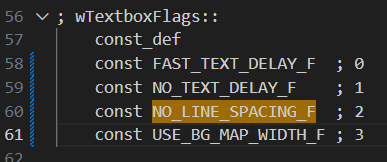 56 ; wTextboxFlags::
57 const_def
58 const FAST_TEXT_DELAY_F ; 0
59 const NO_TEXT_DELAY_F ; 1
60 const NO_LINE_SPACING_F ; 2
61 const USE_BG_MAP_WIDTH_F ; 3
62